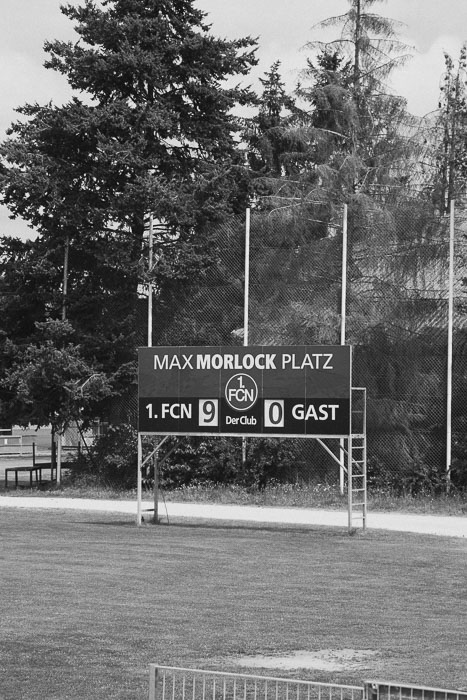 MAX MORLOCK PLATZ
1.
FCN
1. FCN 9 0 GAST
Der Club